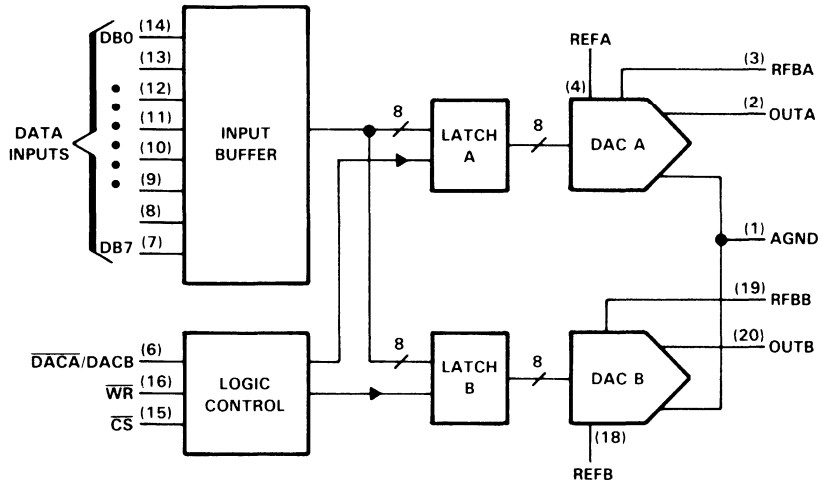 DB0 (14)
(13)
(12)
(11)
(10)
(9)
(8)
DB7 (7)
DATA
INPUTS
INPUT
BUFFER
8
LATCH
A
8
REFA
(4)
DAC A
(3) RFBA
(2) OUTA
(1) AGND
DACA/DACB (6)
WR (16)
CS (15)
LOGIC
CONTROL
8
LATCH
B
8
DAC B
(19) RFBB
(20) OUTB
(18)
REFB